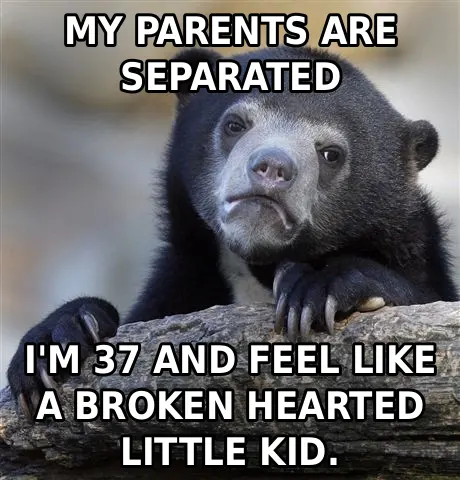 MY PARENTS ARE
SEPARATED
I'M 37 AND FEEL LIKE
A BROKEN HEARTED
LITTLE KID.